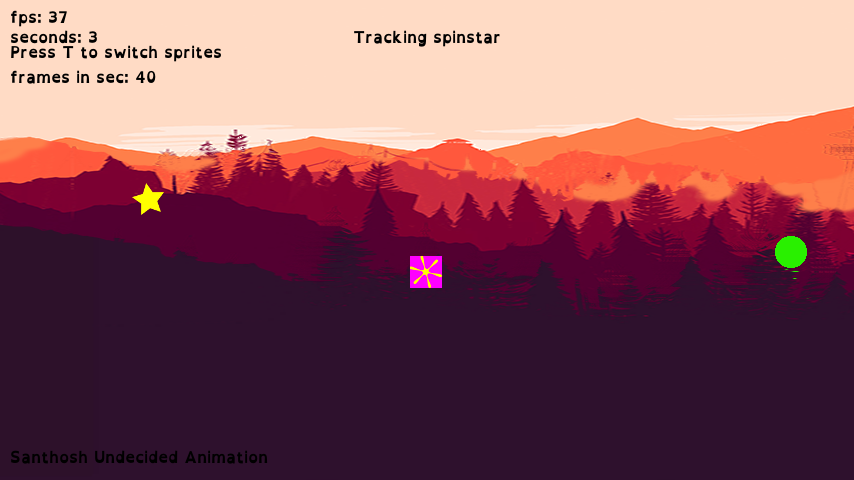 fps: 37
seconds: 3
Tracking spinstar
Press T to switch sprites
frames in sec: 40
Santhosh Undecided Animation